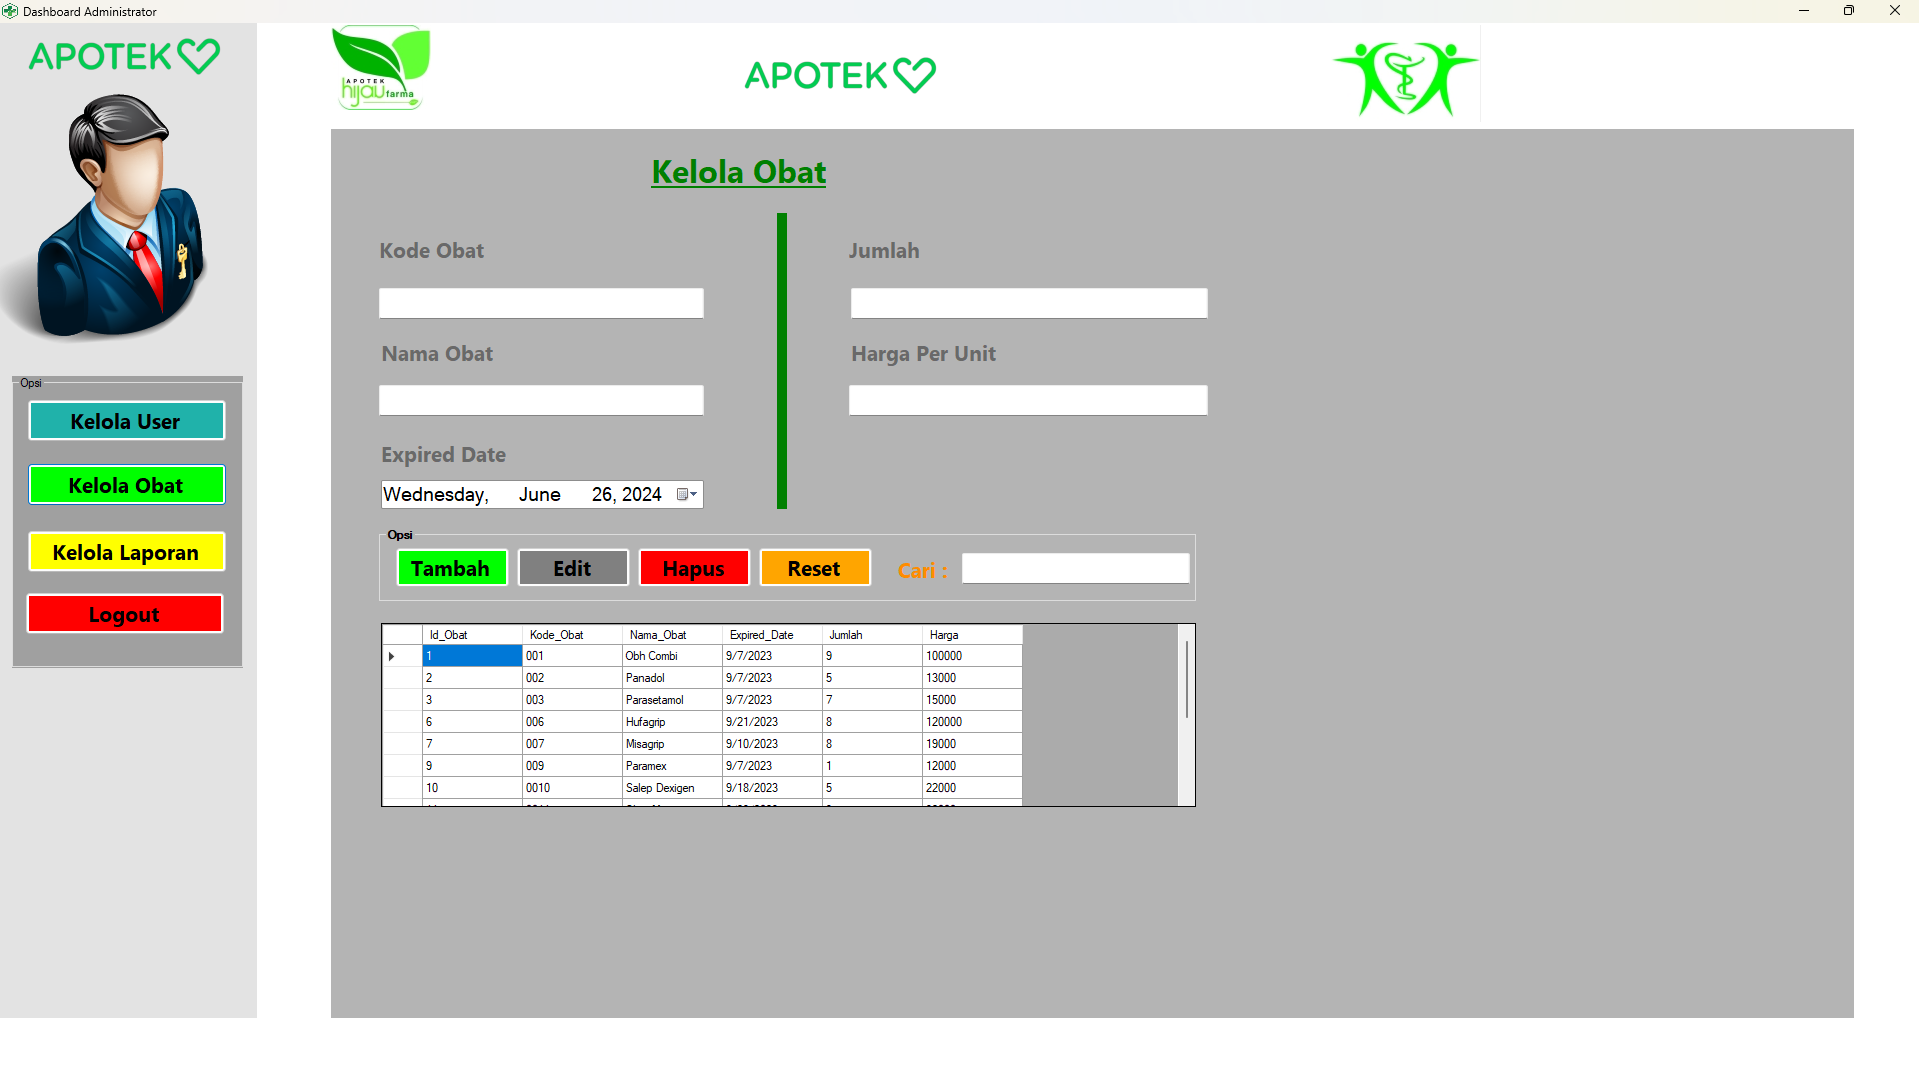 Dashboard Administrator
APOTEK
APOTEK
hijau farma
APOTEK
Opsi
Kelola User
Kelola Obat
Kelola Laporan
Logout
Kelola Obat
Kode Obat
Jumlah
Nama Obat
Harga Per Unit
Expired Date
Wednesday, June 26, 2024
Opsi
Tambah Edit Hapus Reset Cari :
Id_Obat Kode_Obat Nama_Obat Expired_Date Jumlah Harga
1 001 Obh Combi 9/7/2023 9 100000
2 002 Panadol 9/7/2023 5 13000
3 003 Parasetamol 9/7/2023 7 15000
6 006 Hufagrip 9/21/2023 8 120000
7 007 Misagrip 9/10/2023 8 19000
9 009 Paramex 9/7/2023 1 12000
10 0010 Salep Dexigen 9/18/2023 5 22000